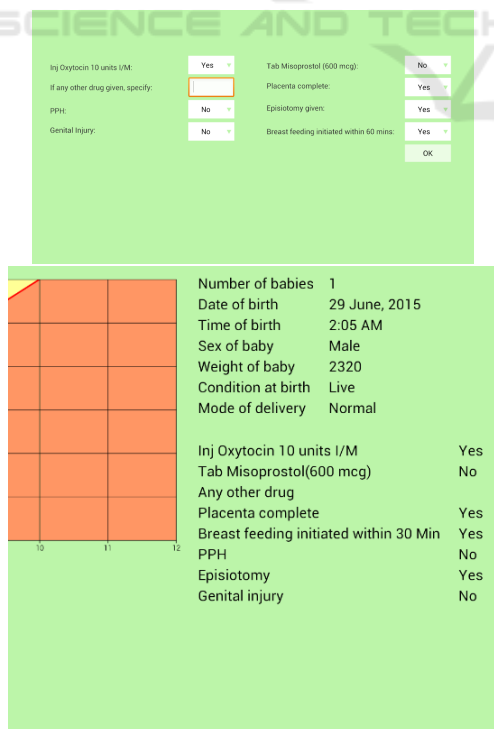 SCIENCE AND TECH
Inj Oxytocin 10 units I/M: Yes Tab Misoprostol (600 mcg): No
If any other drug given, specify: Placenta complete: Yes
PPH: No Episiotomy given: Yes
Genital Injury: No Breast feeding initiated within 60 mins: Yes
OK
Number of babies 1
Date of birth 29 June, 2015
Time of birth 2:05 AM
Sex of baby Male
Weight of baby 2320
Condition at birth Live
Mode of delivery Normal
Inj Oxytocin 10 units I/M Yes
Tab Misoprostol(600 mcg) No
Any other drug
Placenta complete Yes
Breast feeding initiated within 30 Min Yes
PPH No
Episiotomy Yes
Genital injury No
10 11 12